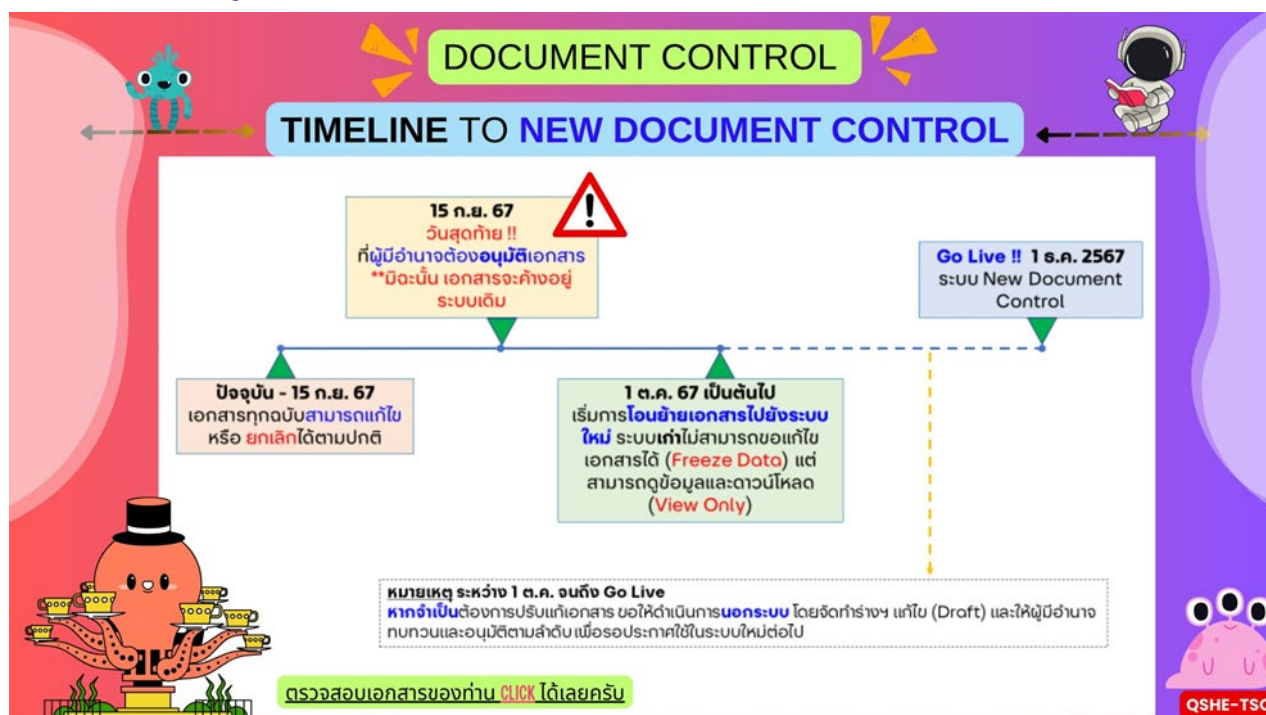 DOCUMENT CONTROL
TIMELINE TO NEW DOCUMENT CONTROL
15 ก.ย. 67
วันสุดท้าย !!
ที่ผู้มีอำนาจต้องอนุมัติเอกสาร
**มิฉะนั้น เอกสารจะค้างอยู่
ระบบเดิม
Go Live !! 1 ธ.ค. 2567
ระบบ New Document
Control
ปัจจุบัน - 15 ก.ย. 67
เอกสารทุกฉบับสามารถแก้ไข
หรือ ยกเลิกได้ตามปกติ
1 ต.ค. 67 เป็นต้นไป
เริ่มการโอนย้ายเอกสารไปยังระบบ
ใหม่ ระบบเก่าไม่สามารถขอแก้ไข
เอกสารได้ (Freeze Data) แต่
สามารถดูข้อมูลและดาวน์โหลด
(View Only)
หมายเหตุ ระหว่าง 1 ต.ค. จนถึง Go Live
หากจำเป็นต้องการปรับแก้เอกสาร ขอให้ดำเนินการนอกระบบ โดยจัดทำร่างฯ แก้ไข (Draft) และให้ผู้มีอำนาจ
ทบทวนและอนุมัติตามลำดับ เพื่อรอประกาศใช้ในระบบใหม่ต่อไป
ตรวจสอบเอกสารของท่าน CLICK ได้เลยครับ